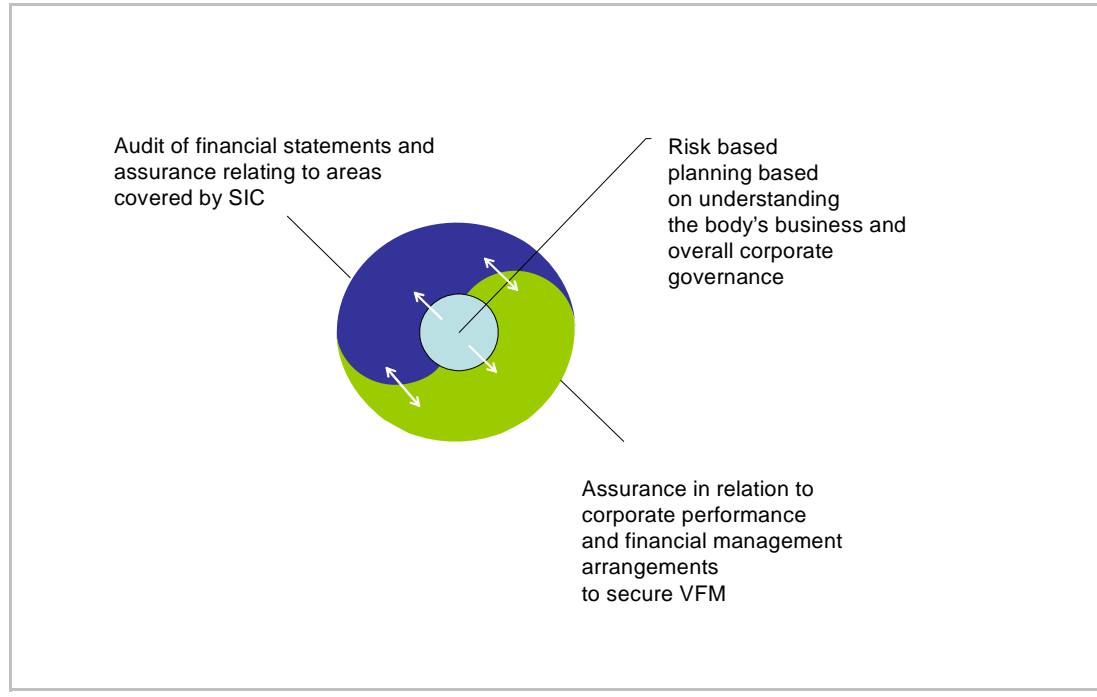 Audit of financial statements and
assurance relating to areas
covered by SIC
Risk based
planning based
on understanding
the body's business and
overall corporate
governance
Assurance in relation to
corporate performance
and financial management
arrangements
to secure VFM